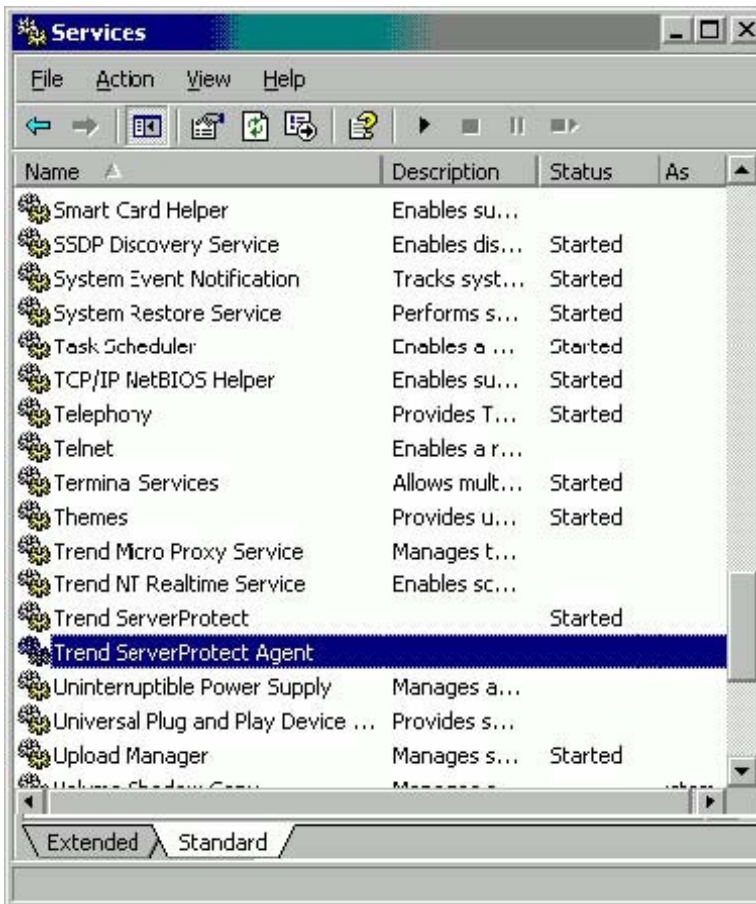 Services
File Action View Help
Name Description Status As
Smart Card Helper Enables su...
SSDP Discovery Service Enables dis... Started
System Event Notification Tracks syst... Started
System Restore Service Performs s... Started
Task Scheduler Enables a ... Started
TCP/IP NetBIOS Helper Enables su... Started
Telephony Provides T... Started
Telnet Enables a r...
Terminal Services Allows mult... Started
Themes Provides u... Started
Trend Micro Proxy Service Manages t...
Trend NT Realtime Service Enables sc...
Trend ServerProtect Started
Trend ServerProtect Agent
Uninterruptible Power Supply Manages a...
Universal Plug and Play Device ... Provides s...
Upload Manager Manages s... Started
Volume Shadow Copy
Extended Standard